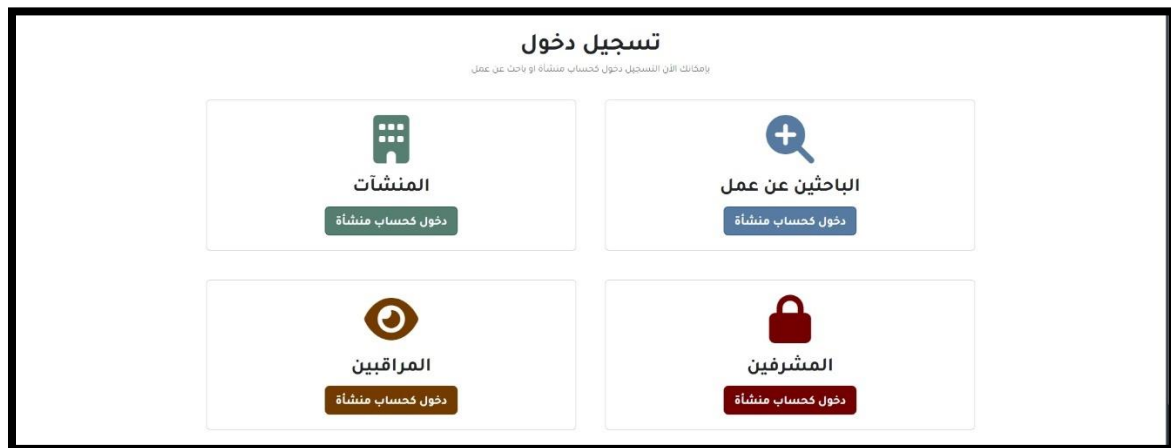 تسجيل دخول
بإمكانك الأن التسجيل دخول كحساب منشأة او باحث عن عمل
الباحثين عن عمل
دخول كحساب منشأة
المنشآت
دخول كحساب منشأة
المشرفين
دخول كحساب منشأة
المراقبين
دخول كحساب منشأة